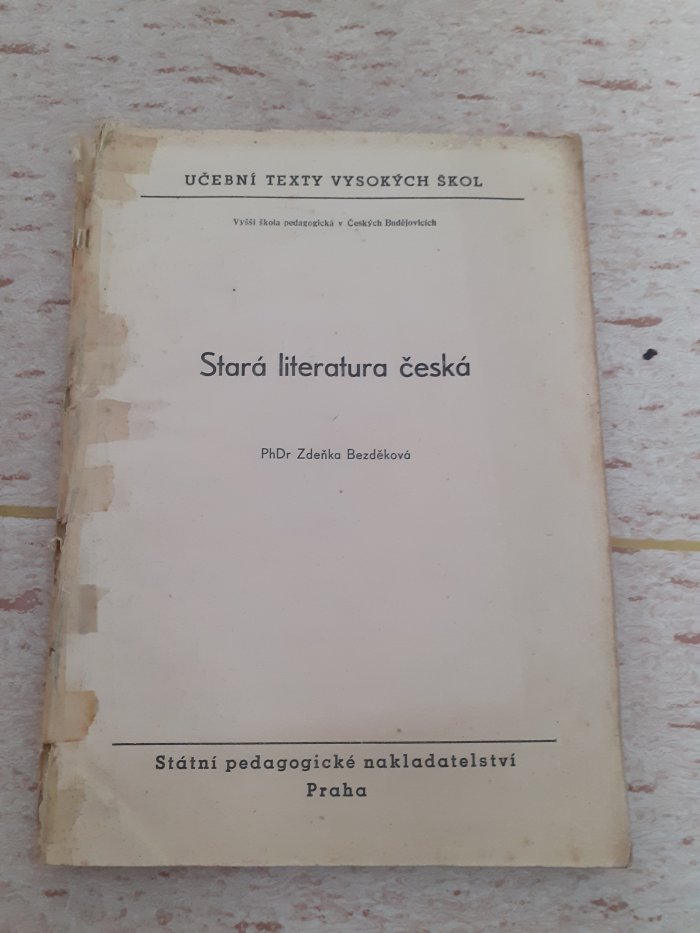 UČEBNÍ TEXTY VYSOKÝCH ŠKOL
Vyšší škola pedagogická v Českých Budějovicích
Stará literatura česká
PhDr Zdeňka Bezděková
Státní pedagogické nakladatelství
Praha